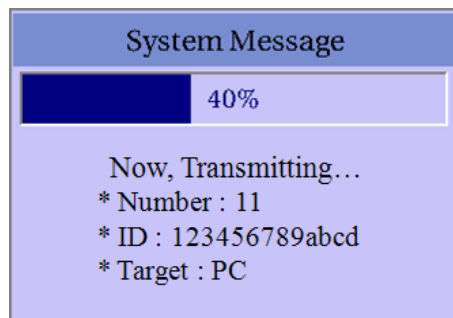 System Message
40%
Now, Transmitting…
* Number : 11
* ID : 123456789abcd
* Target : PC